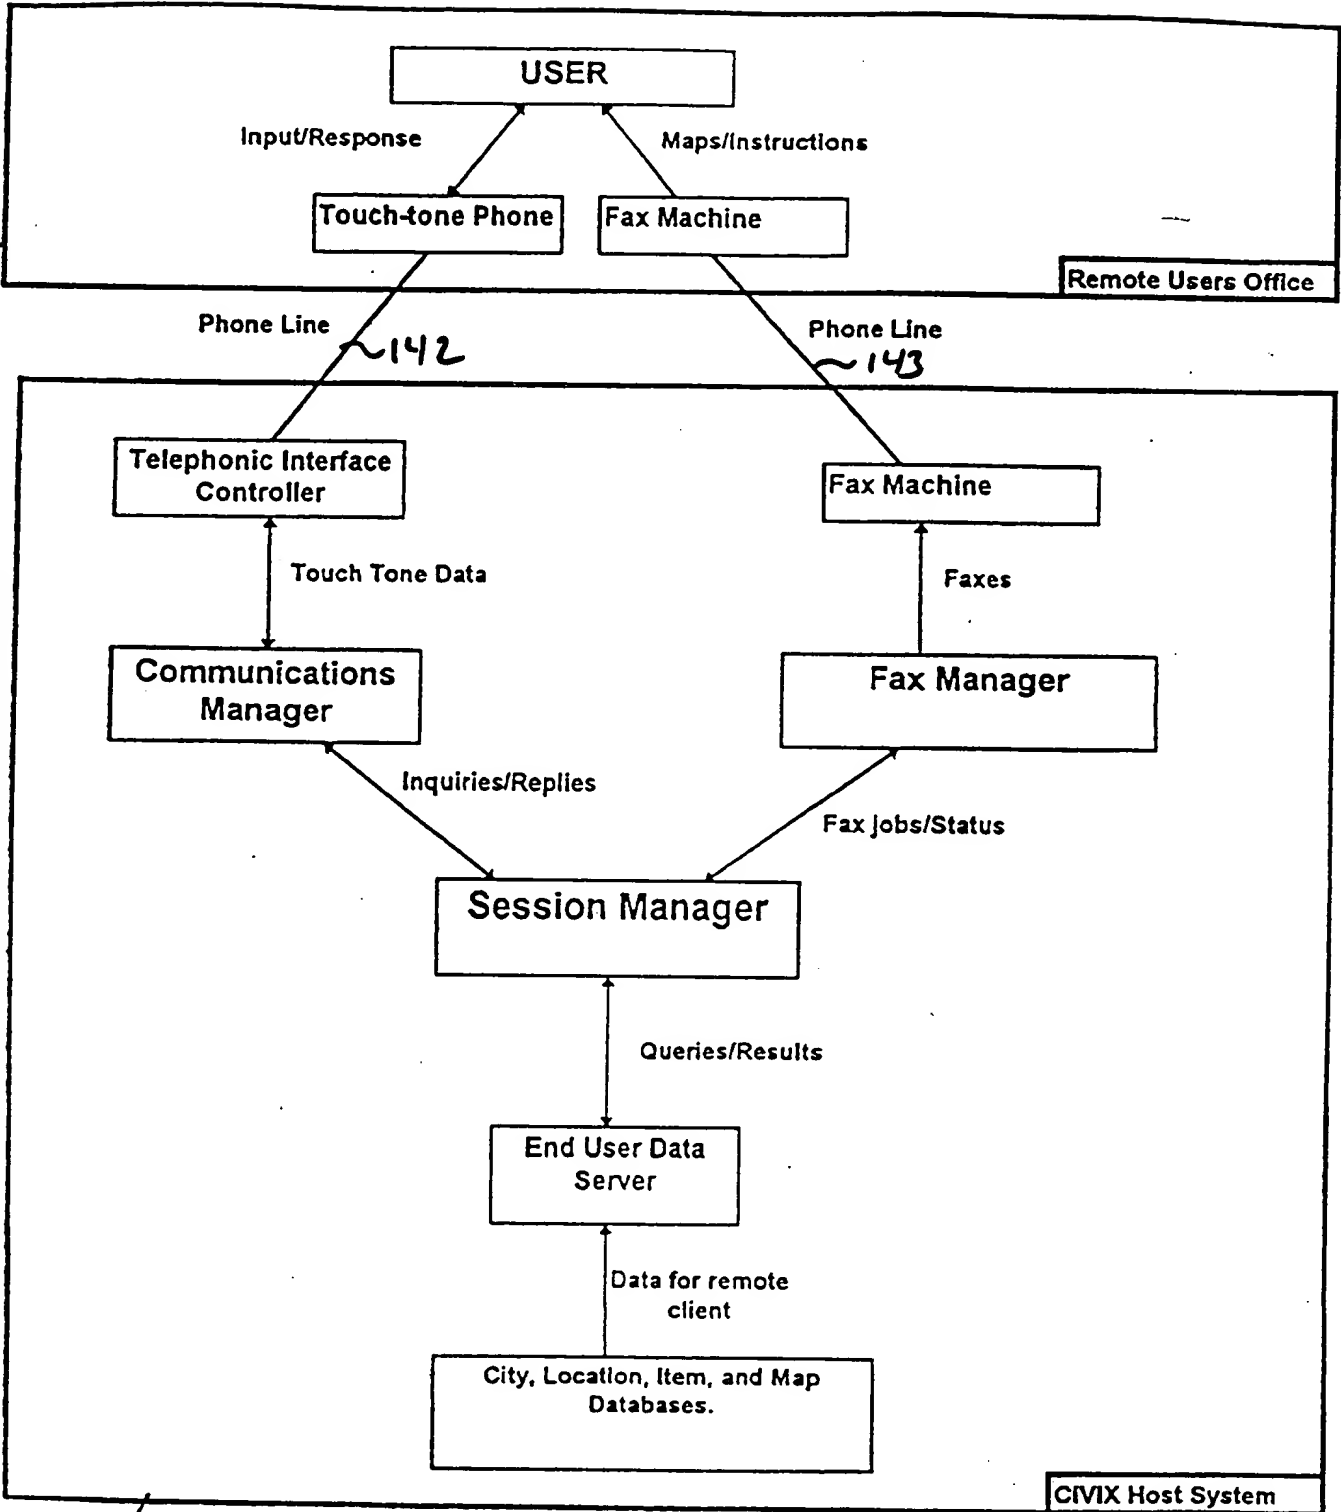 USER
Input/Response
Maps/Instructions
Touch-tone Phone
Fax Machine
Remote Users Office
Phone Line
142
Phone Line
143
Telephonic Interface
Controller
Fax Machine
Touch Tone Data
Faxes
Communications
Manager
Fax Manager
Inquiries/Replies
Fax jobs/Status
Session Manager
Queries/Results
End User Data
Server
Data for remote
client
City, Location, Item, and Map
Databases.
CIVIX Host System